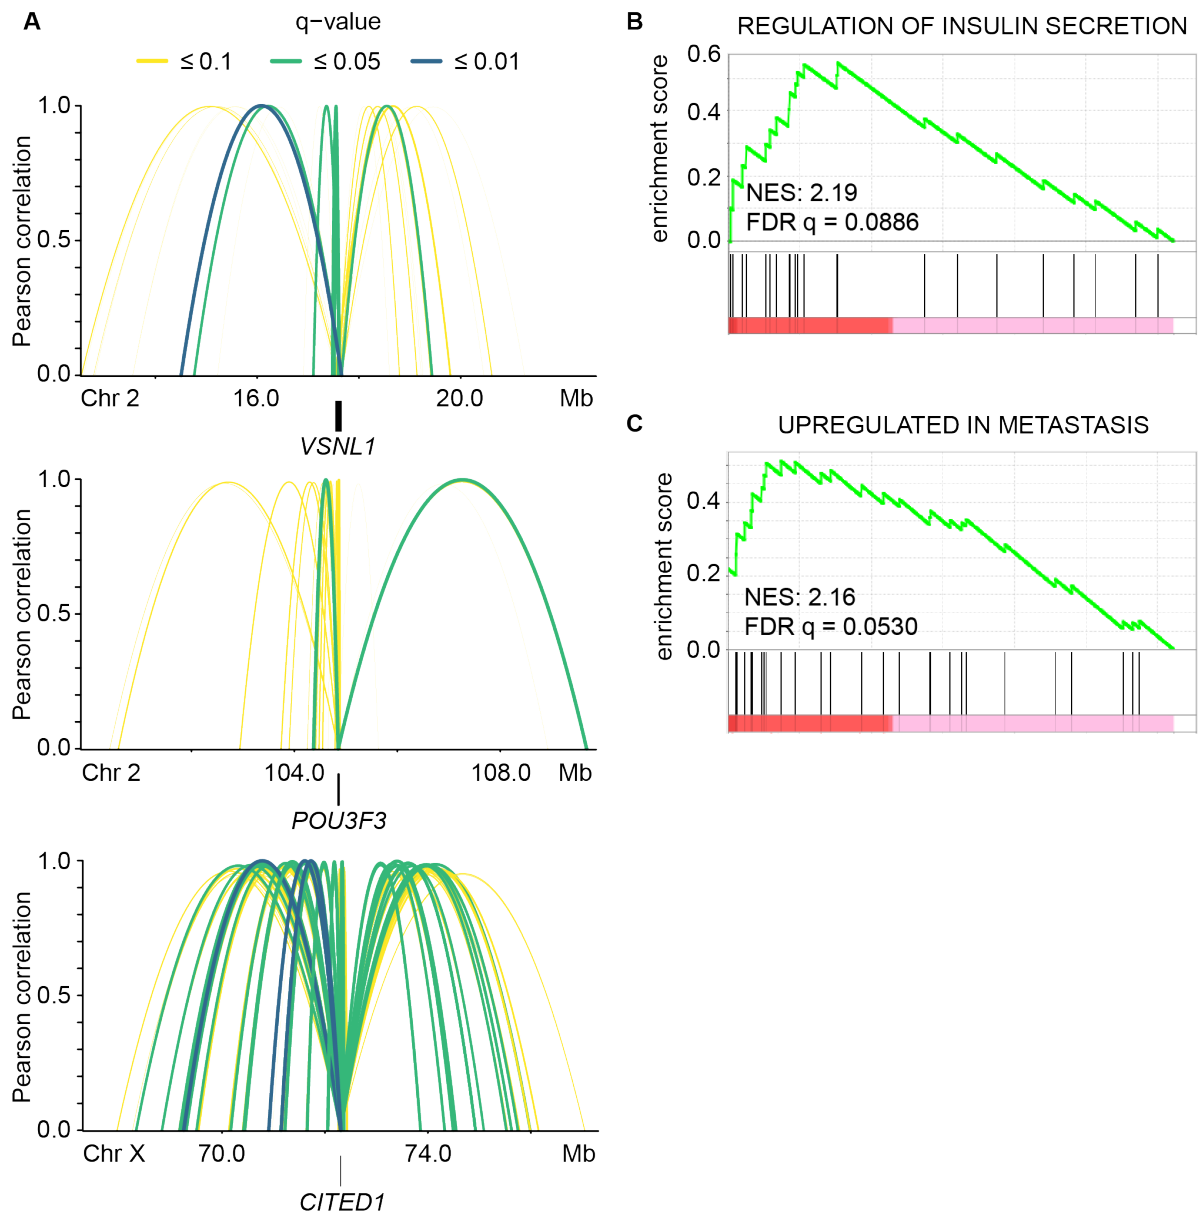 A
q−value
≤ 0.1
≤ 0.05
≤ 0.01
Pearson correlation
1.0
0.5
0.0
Chr 2
16.0
20.0
Mb
VSNL1
Pearson correlation
1.0
0.5
0.0
Chr 2
104.0
108.0
Mb
POU3F3
Pearson correlation
1.0
0.5
0.0
Chr X
70.0
74.0
Mb
CITED1
B
REGULATION OF INSULIN SECRETION
enrichment score
0.6
0.4
0.2
0.0
NES: 2.19
FDR q = 0.0886
C
UPREGULATED IN METASTASIS
enrichment score
0.4
0.2
0.0
NES: 2.16
FDR q = 0.0530